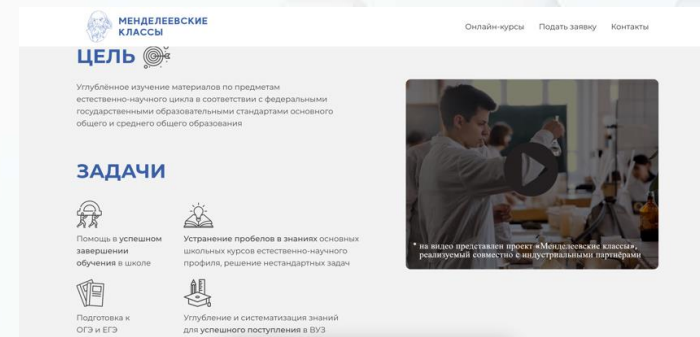 МЕНДЕЛЕЕВСКИЕ
КЛАССЫ
Онлайн-курсы
Подать заявку
Контакты
ЦЕЛЬ
Углублённое изучение материалов по предметам
естественно-научного цикла в соответствии с федеральными
государственными образовательными стандартами основного
общего и среднего общего образования
ЗАДАЧИ
Помощь в успешном
завершении
обучения в школе
Устранение пробелов в знаниях основных
школьных курсов естественно-научного
профиля, решение нестандартных задач
Подготовка к
ОГЭ и ЕГЭ
Углубление и систематизация знаний
для успешного поступления в ВУЗ
* на видео представлен проект «Менделеевские классы»,
реализуемый совместно с индустриальными партнёрами